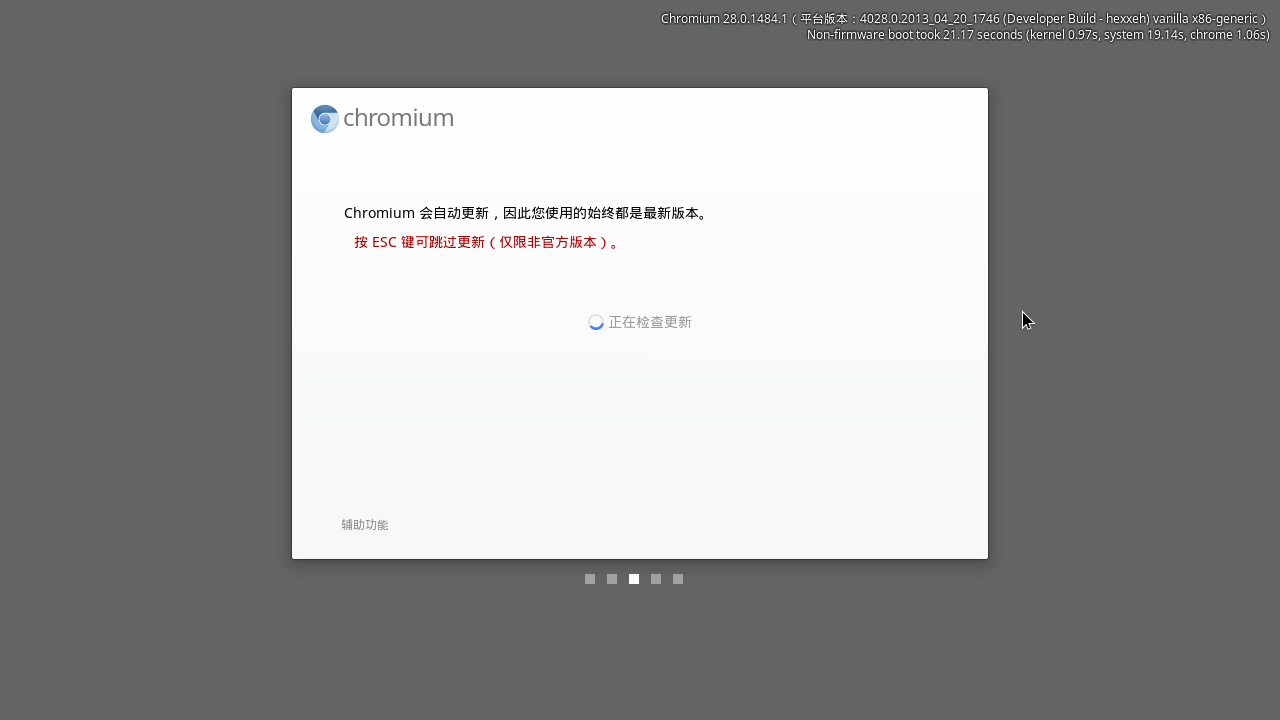 Chromium 28.0.1484.1（平台版本：4028.0.2013_04_20_1746 (Developer Build - hexxeh) vanilla x86-generic）
Non-firmware boot took 21.17 seconds (kernel 0.97s, system 19.14s, chrome 1.06s)
chromium
Chromium 会自动更新，因此您使用的始终都是最新版本。
按 ESC 键可跳过更新（仅限非官方版本）。
正在检查更新
辅助功能